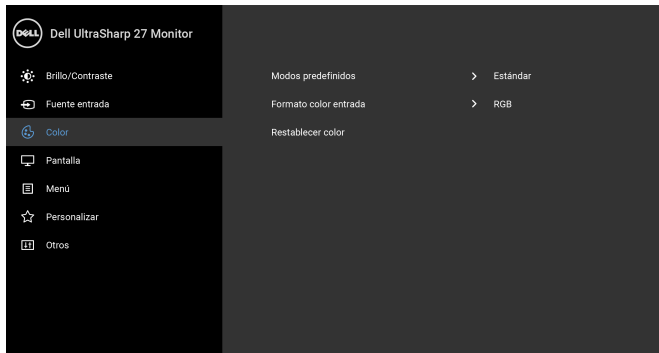 DELL Dell UltraSharp 27 Monitor
Brillo/Contraste Modos predefinidos > Estándar
Fuente entrada Formato color entrada > RGB
Color Restablecer color
Pantalla
Menú
Personalizar
Otros